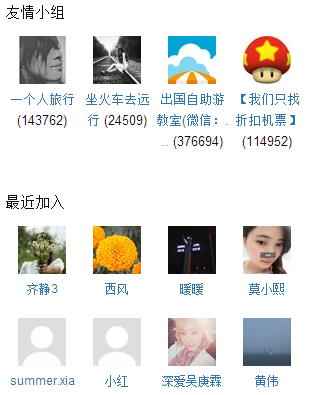 友情小组
一个人旅行
(143762)
坐火车去远
行 (24509)
出国自助游
教室(微信：.
.. (376694)
【我们只找
折扣机票】
(114952)
最近加入
齐静3
西风
暖暖
莫小熙
summer.xia
小红
深爱吴庚霖
黄伟